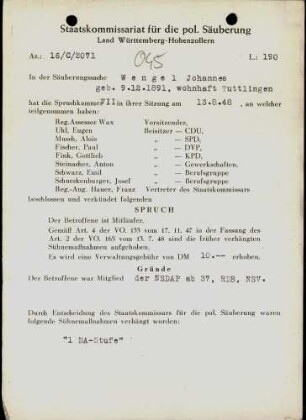 Staatskommissariat für die pol. Säuberung
Land Württemberg-Hohenzollern
Az.: 16/C/2071 045 L: 190
In der Säuberungssache W e n g e l Johannes
geb. 9.12.1891, wohnhaft Tuttlingen
hat die Spruchkammer VII in ihrer Sitzung am 13.8.48, an welcher
teilgenommen haben:
Reg. Assessor Wax Vorsitzender,
Uhl, Eugen Beisitzer — CDU,
Musch, Alois „ — SPD,
Fischer, Paul „ — DVP,
Fink, Gottlieb „ — KPD,
Steimacher, Anton „ — Gewerkschaften,
Schwarz, Emil „ — Berufsgruppe
Schneckenburger, Josef „ — Berufsgruppe
Reg.-Ang. Hauer, Franz Vertreter des Staatskommissars
beschlossen und verkündet folgenden
SPRUCH
Der Betroffene ist Mitläufer.
Gemäß Art. 4 der VO. 133 vom 17. 11. 47 in der Fassung des
Art. 2 der VO. 165 vom 13. 7. 48 sind die früher verhängten
Sühnemaßnahmen aufgehoben.
Es wird eine Verwaltungsgebühr von DM 10.-- erhoben.
Gründe
Der Betroffene war Mitglied der NSDAP ab 37, RDB, NSV.
Durch Entscheidung des Staatskommissars für die pol. Säuberung waren
folgende Sühnemaßnahmen verhängt worden:
"1 DA-Stufe"